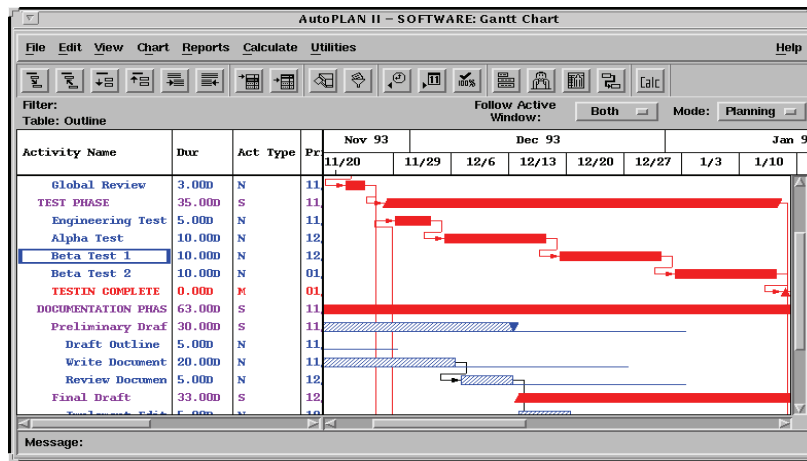 AutoPLAN II – SOFTWARE: Gantt Chart
File Edit View Chart Reports Calculate Utilities Help
11 100% Calc
Filter:
Table: Outline
Follow Active Window: Both Mode: Planning
Nov 93 Dec 93 Jan 9
Activity Name Dur Act Type Pr
11/20 11/29 12/6 12/13 12/20 12/27 1/3 1/10
Global Review 3.00D N 11
TEST PHASE 35.00D S 11
Engineering Test 5.00D N 11
Alpha Test 10.00D N 12
Beta Test 1 10.00D N 12
Beta Test 2 10.00D N 01
TESTIN COMPLETE 0.00D M 01
DOCUMENTATION PHAS 63.00D S 11
Preliminary Draf 30.00D S 11
Draft Outline 5.00D N 11
Write Document 20.00D N 11
Review Documen 5.00D N 12
Final Draft 33.00D S 12
Message: